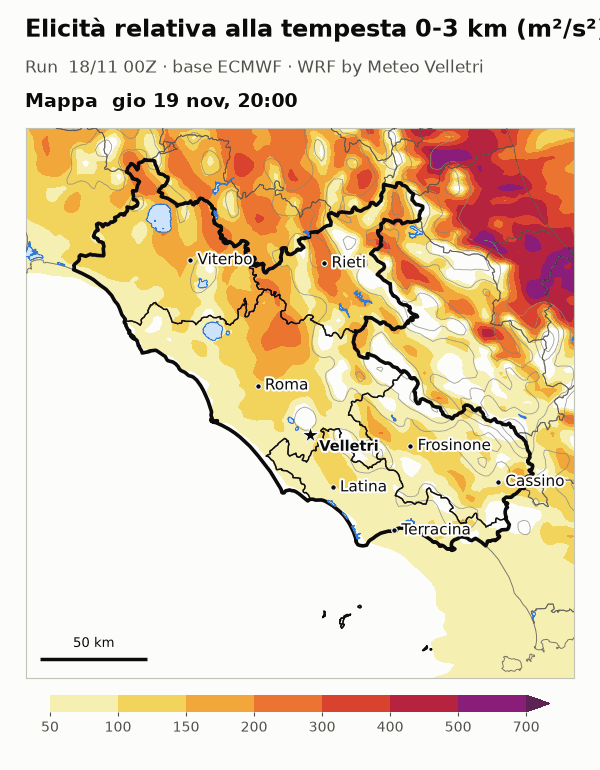 Elicità relativa alla tempesta 0-3 km (m²/s²)
Run  18/11 00Z · base ECMWF · WRF by Meteo Velletri
Mappa  gio 19 nov, 20:00
Viterbo
Rieti
Roma
Velletri
Frosinone
Cassino
Latina
Terracina
50 km
50 100 150 200 300 400 500 700